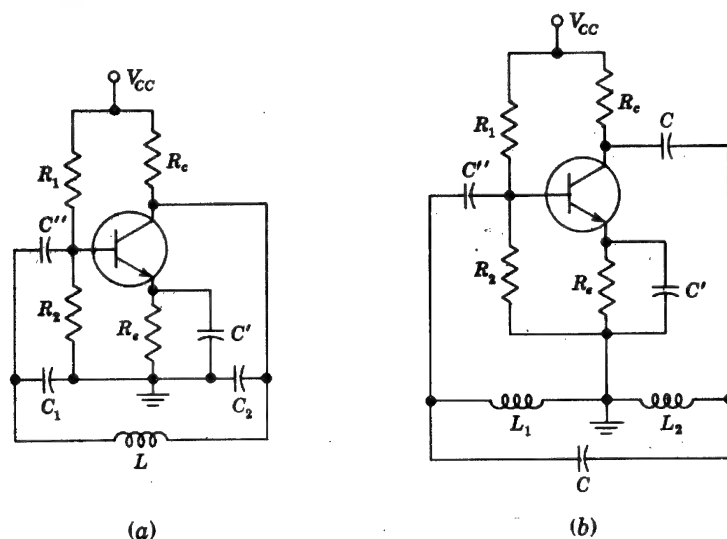 V_CC
R_1
R_c
C''
R_2
R_e
C'
C_1
C_2
L
(a)
V_CC
R_1
R_c
C
C''
R_2
R_e
C'
L_1
L_2
C
(b)